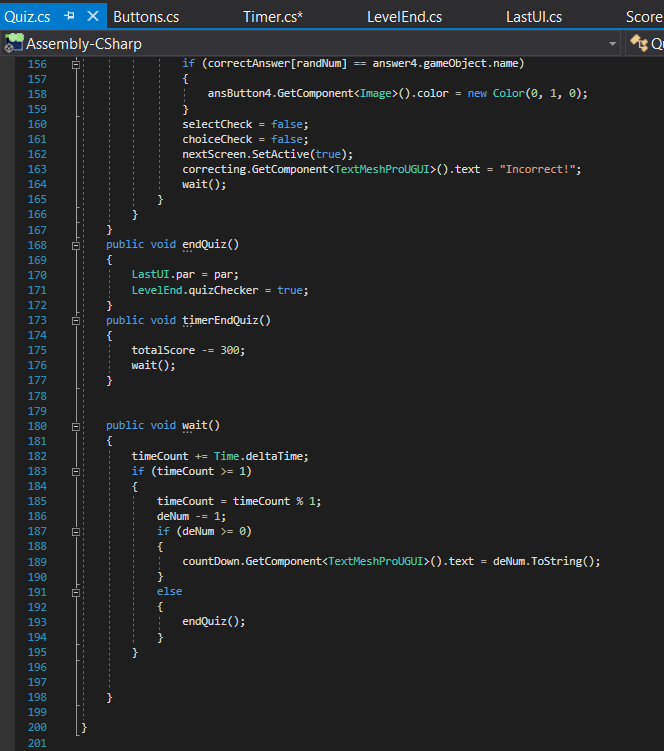 Quiz.cs Buttons.cs Timer.cs* LevelEnd.cs LastUI.cs Score
Assembly-CSharp Qu
156 if (correctAnswer[randNum] == answer4.gameObject.name)
157 {
158 ansButton4.GetComponent<Image>().color = new Color(0, 1, 0);
159 }
160 selectCheck = false;
161 choiceCheck = false;
162 nextScreen.SetActive(true);
163 correcting.GetComponent<TextMeshProUGUI>().text = "Incorrect!";
164 wait();
165 }
166 }
167 }
168 public void endQuiz()
169 {
170 LastUI.par = par;
171 LevelEnd.quizChecker = true;
172 }
173 public void timerEndQuiz()
174 {
175 totalScore -= 300;
176 wait();
177 }
178
179
180 public void wait()
181 {
182 timeCount += Time.deltaTime;
183 if (timeCount >= 1)
184 {
185 timeCount = timeCount % 1;
186 deNum -= 1;
187 if (deNum >= 0)
188 {
189 countDown.GetComponent<TextMeshProUGUI>().text = deNum.ToString();
190 }
191 else
192 {
193 endQuiz();
194 }
195 }
196
197
198 }
199
200 }
201